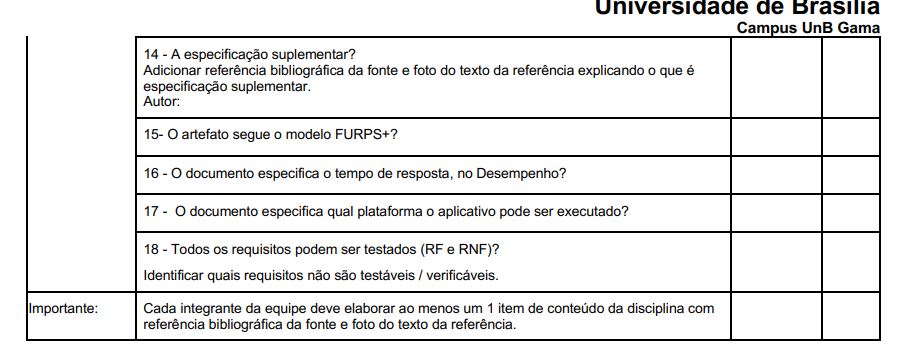 Universidade de Brasília
Campus UnB Gama
14 - A especificação suplementar?
Adicionar referência bibliográfica da fonte e foto do texto da referência explicando o que é
especificação suplementar.
Autor:
15- O artefato segue o modelo FURPS+?
16 - O documento especifica o tempo de resposta, no Desempenho?
17 - O documento especifica qual plataforma o aplicativo pode ser executado?
18 - Todos os requisitos podem ser testados (RF e RNF)?
Identificar quais requisitos não são testáveis / verificáveis.
Importante:
Cada integrante da equipe deve elaborar ao menos um 1 item de conteúdo da disciplina com
referência bibliográfica da fonte e foto do texto da referência.